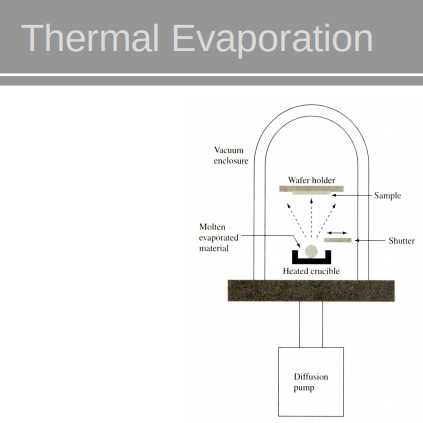 Thermal Evaporation
Vacuum
enclosure
Wafer holder
Sample
Molten
evaporated
material
Shutter
Heated crucible
Diffusion
pump